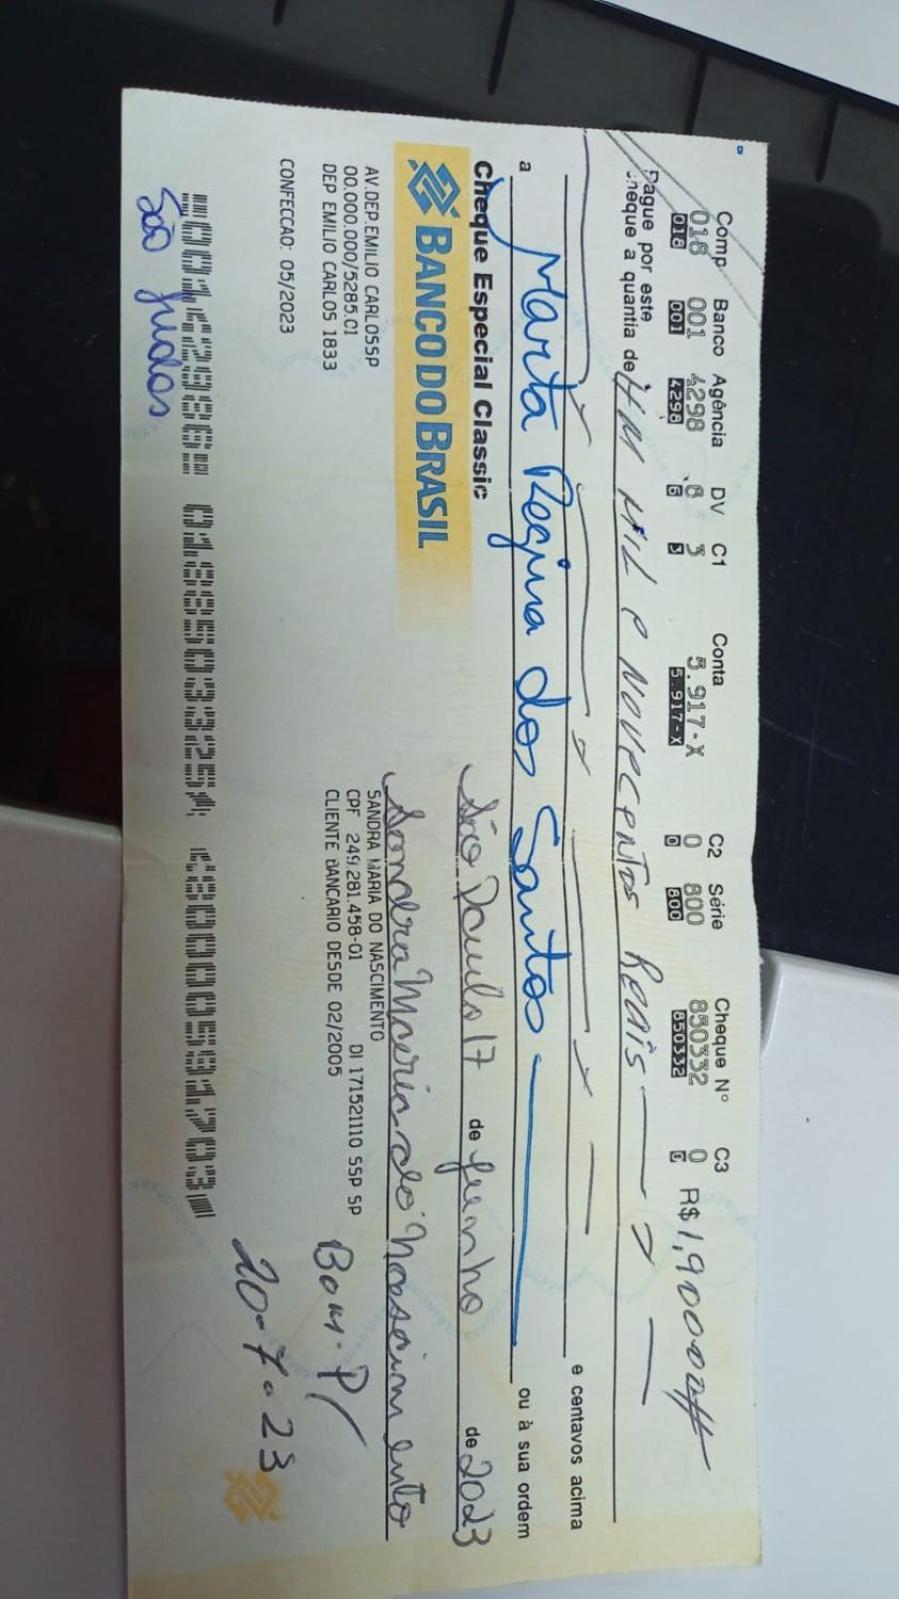 Comp Banco Agência DV C1 Conta C2 Série Cheque Nº C3
018 001 4298 6 3 5.917-X 0 800 850332 0 R$ 1,900.00
018 001 4298 6 3 5.917-X 0 800 850332 0
Pague por este
cheque a quantia de UM MIL e NOVECENTOS REAIS
e centavos acima
a Marta Regina dos Santos ou à sua ordem
Cheque Especial Classic
São Paulo 17 de Junho de 2023
BANCO DO BRASIL
Sandra Maria do Nascimento
AV.DEP.EMILIO CARLOSSP
00.000.000/5285.01
DEP EMILIO CARLOS 1833
SANDRA MARIA DO NASCIMENTO
CPF 249.281.458-01 DI 171521110 SSP SP
CLIENTE BANCARIO DESDE 02/2005
CONFECCAO: 05/2023
Bom P/
20-7-23
São Judas